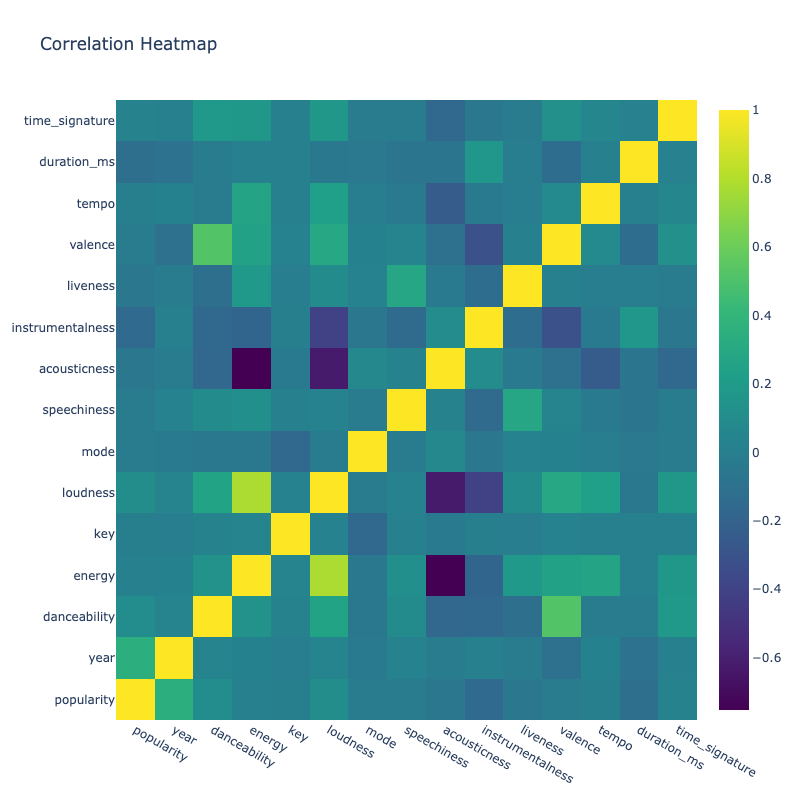 Correlation Heatmap
time_signature
duration_ms
tempo
valence
liveness
instrumentalness
acousticness
speechiness
mode
loudness
key
energy
danceability
year
popularity
popularity
year
danceability
energy
key
loudness
mode
speechiness
acousticness
instrumentalness
liveness
valence
tempo
duration_ms
time_signature
1
0.8
0.6
0.4
0.2
0
−0.2
−0.4
−0.6